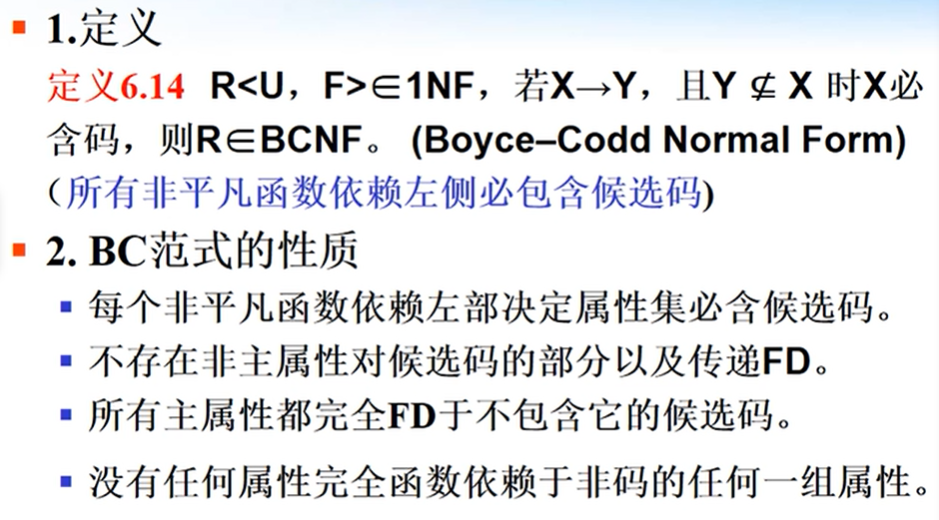 1.定义
定义6.14 R<U，F>∈1NF，若X→Y，且Y ⊈ X 时X必
含码，则R∈BCNF。(Boyce–Codd Normal Form)
（所有非平凡函数依赖左侧必包含候选码)
2. BC范式的性质
每个非平凡函数依赖左部决定属性集必含候选码。
不存在非主属性对候选码的部分以及传递FD。
所有主属性都完全FD于不包含它的候选码。
没有任何属性完全函数依赖于非码的任何一组属性。